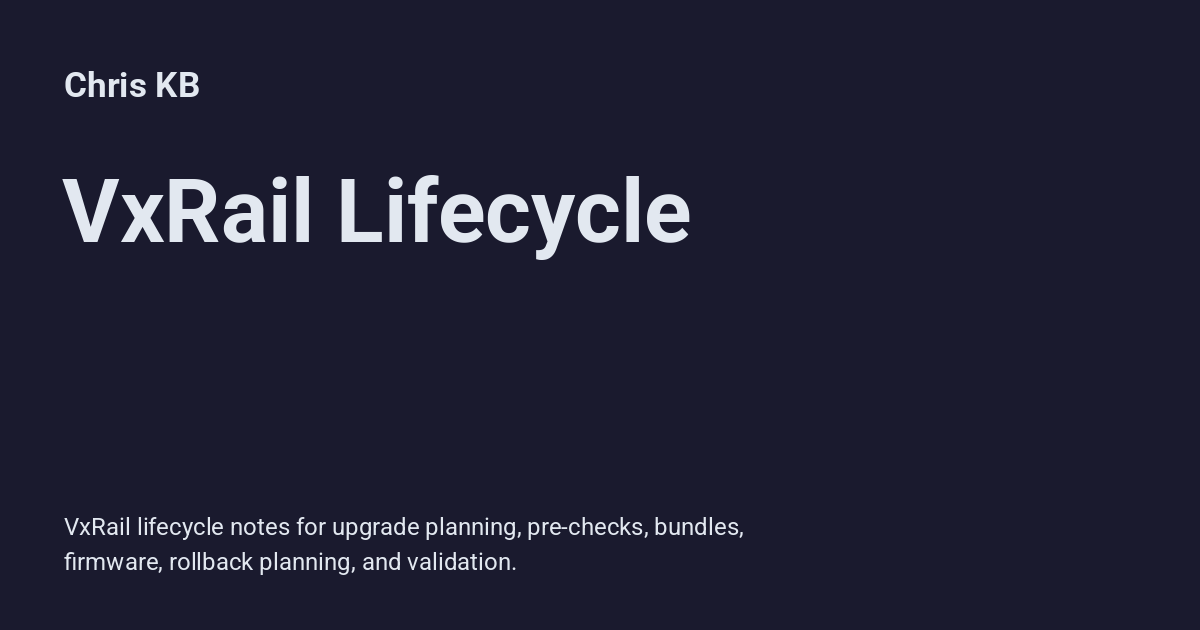 Chris KB
VxRail Lifecycle
VxRail lifecycle notes for upgrade planning, pre-checks, bundles,
firmware, rollback planning, and validation.